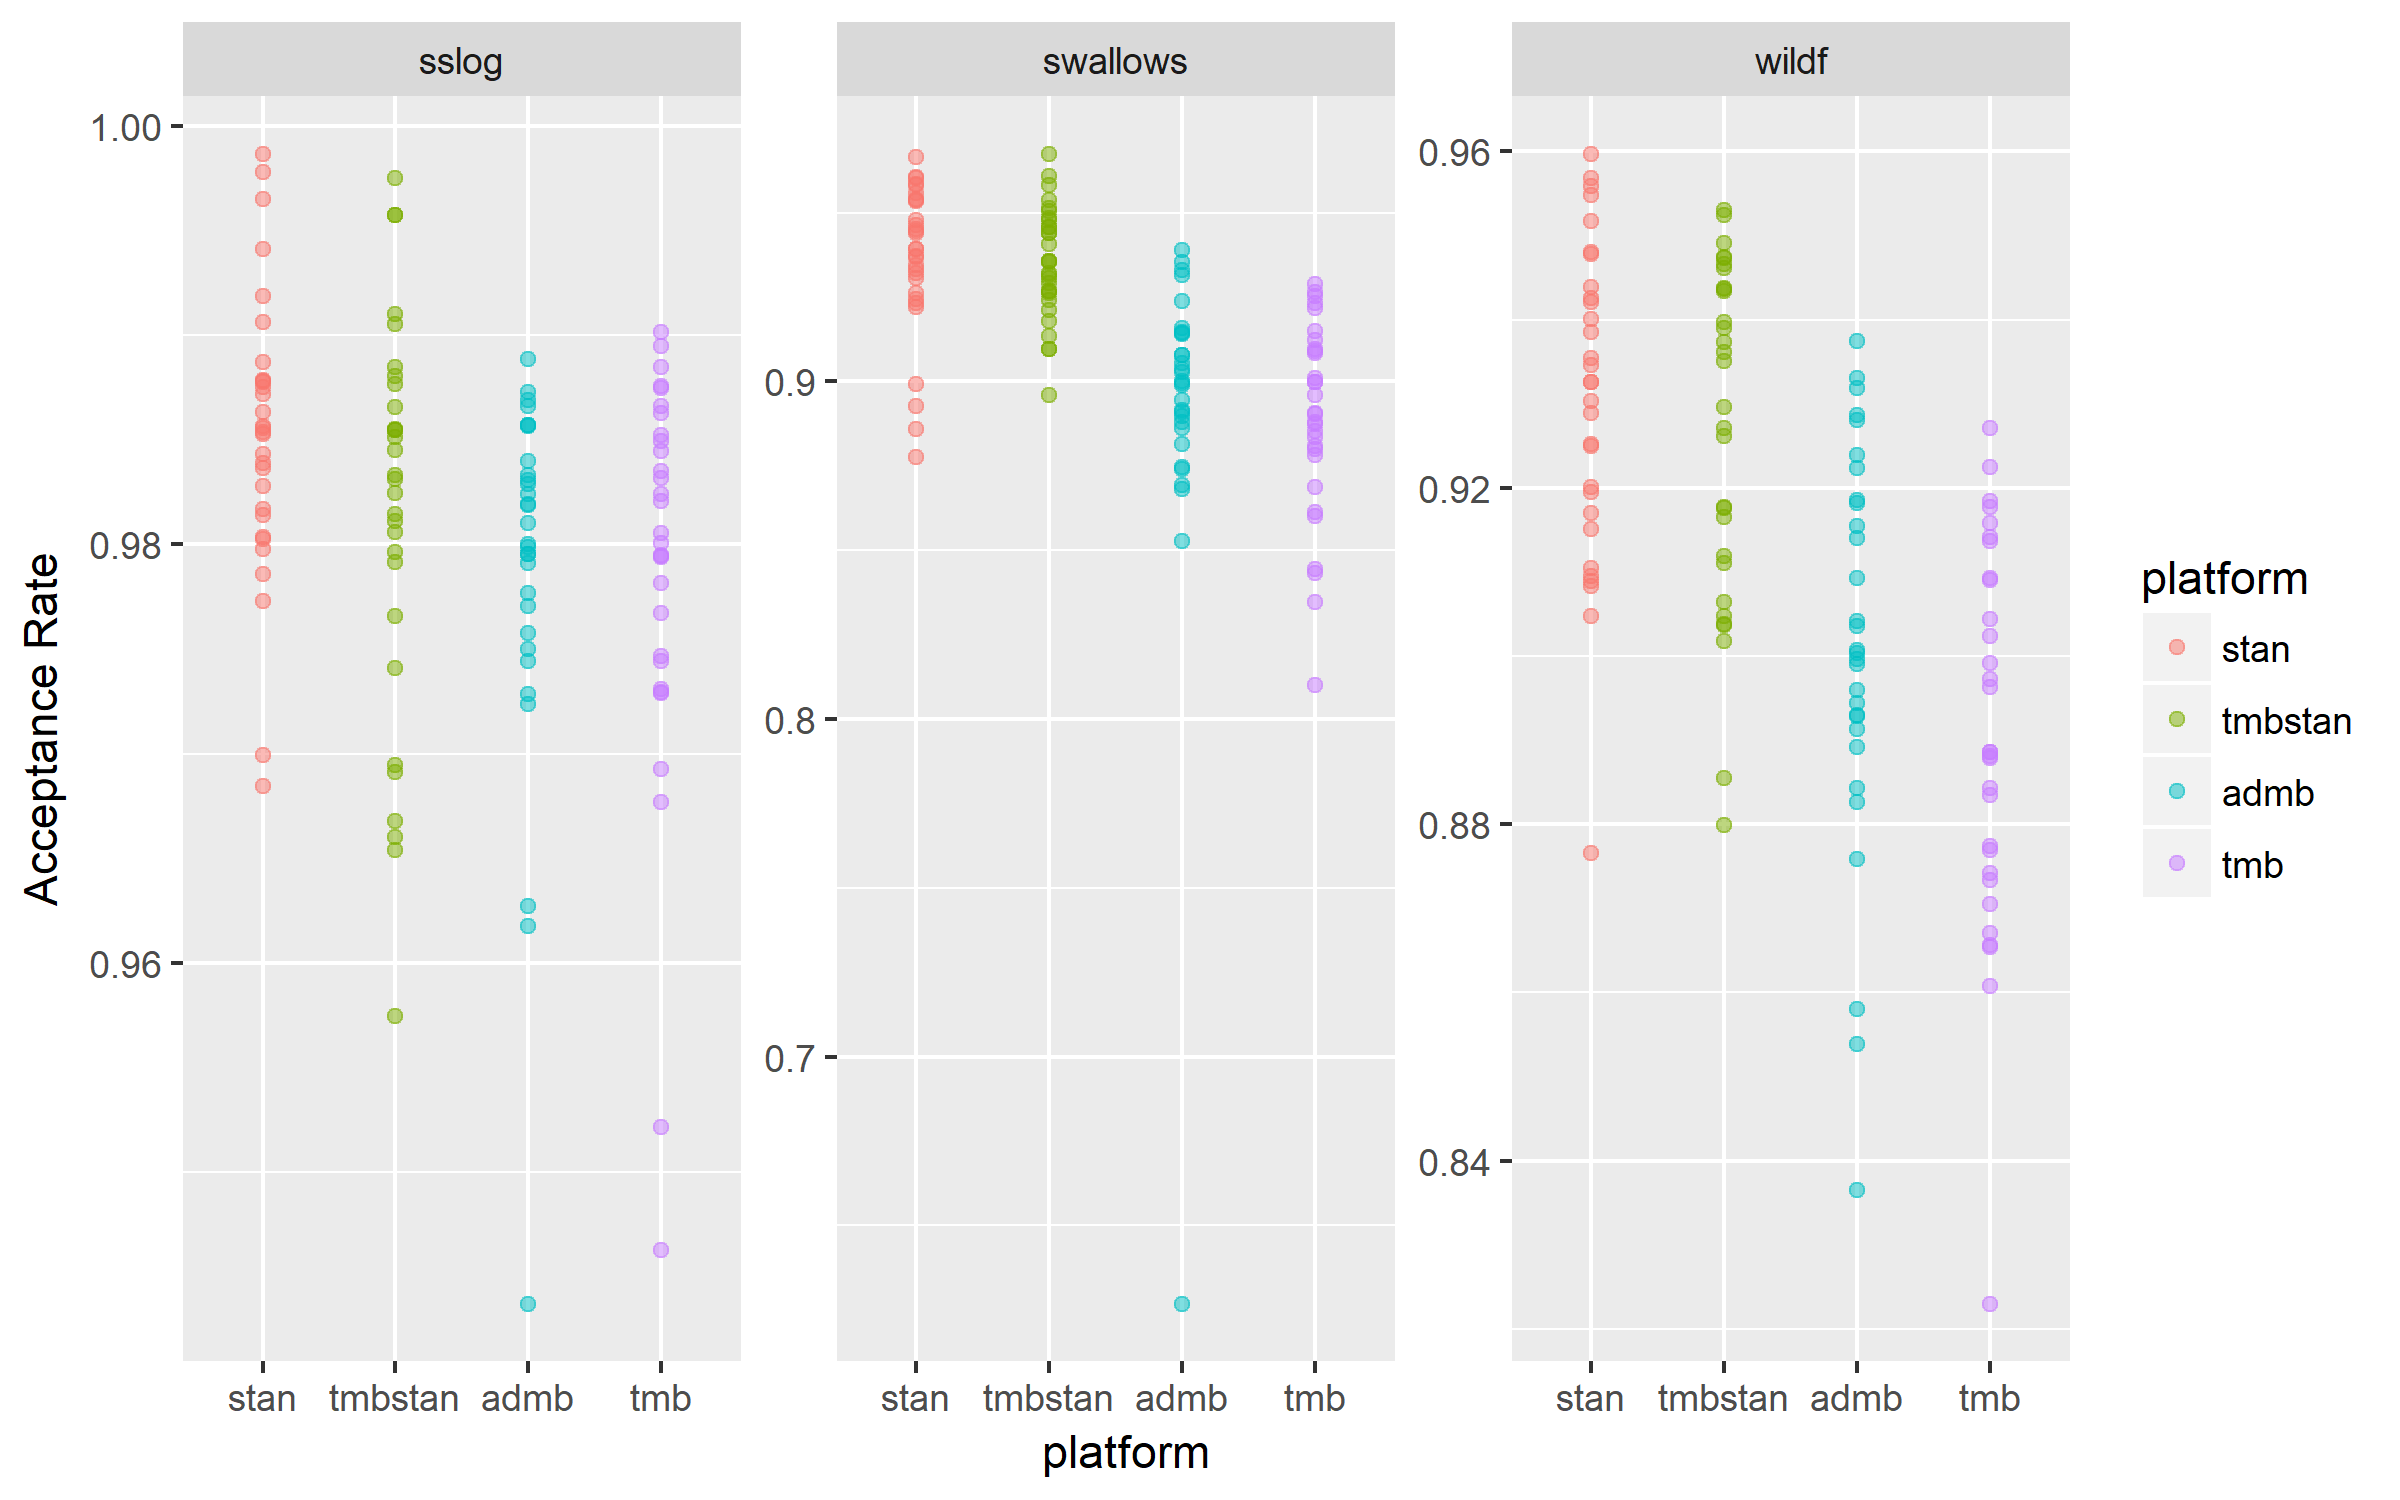 sslog
swallows
wildf
Acceptance Rate
1.00
0.98
0.96
0.9
0.8
0.7
0.96
0.92
0.88
0.84
stan tmbstan admb tmb
stan tmbstan admb tmb
stan tmbstan admb tmb
platform
platform
stan
tmbstan
admb
tmb